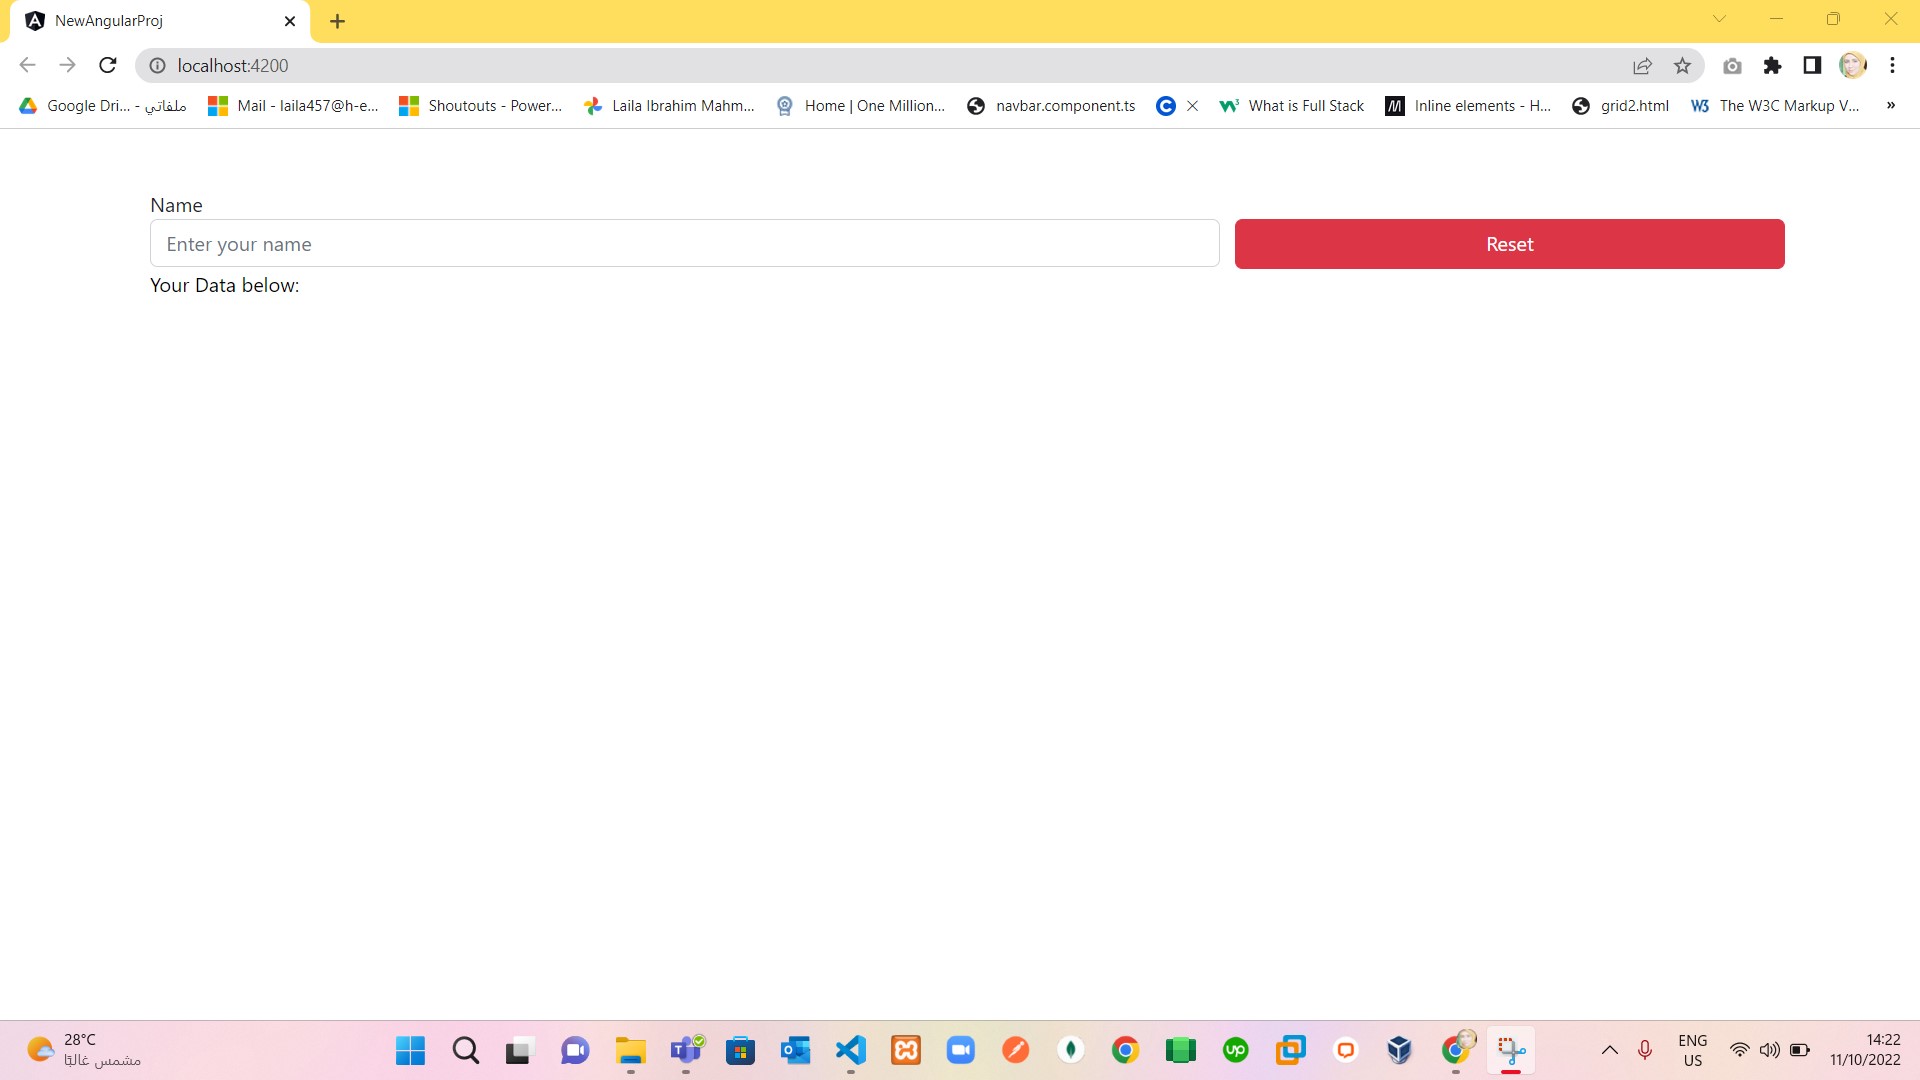 NewAngularProj
localhost:4200
Google Dri... - ملفاتي
Mail - laila457@h-e...
Shoutouts - Power...
Laila Ibrahim Mahm...
Home | One Million...
navbar.component.ts
What is Full Stack
Inline elements - H...
grid2.html
The W3C Markup V...
Name
Enter your name
Reset
Your Data below:
28°C
مشمس غالبًا
ENG
US
14:22
11/10/2022